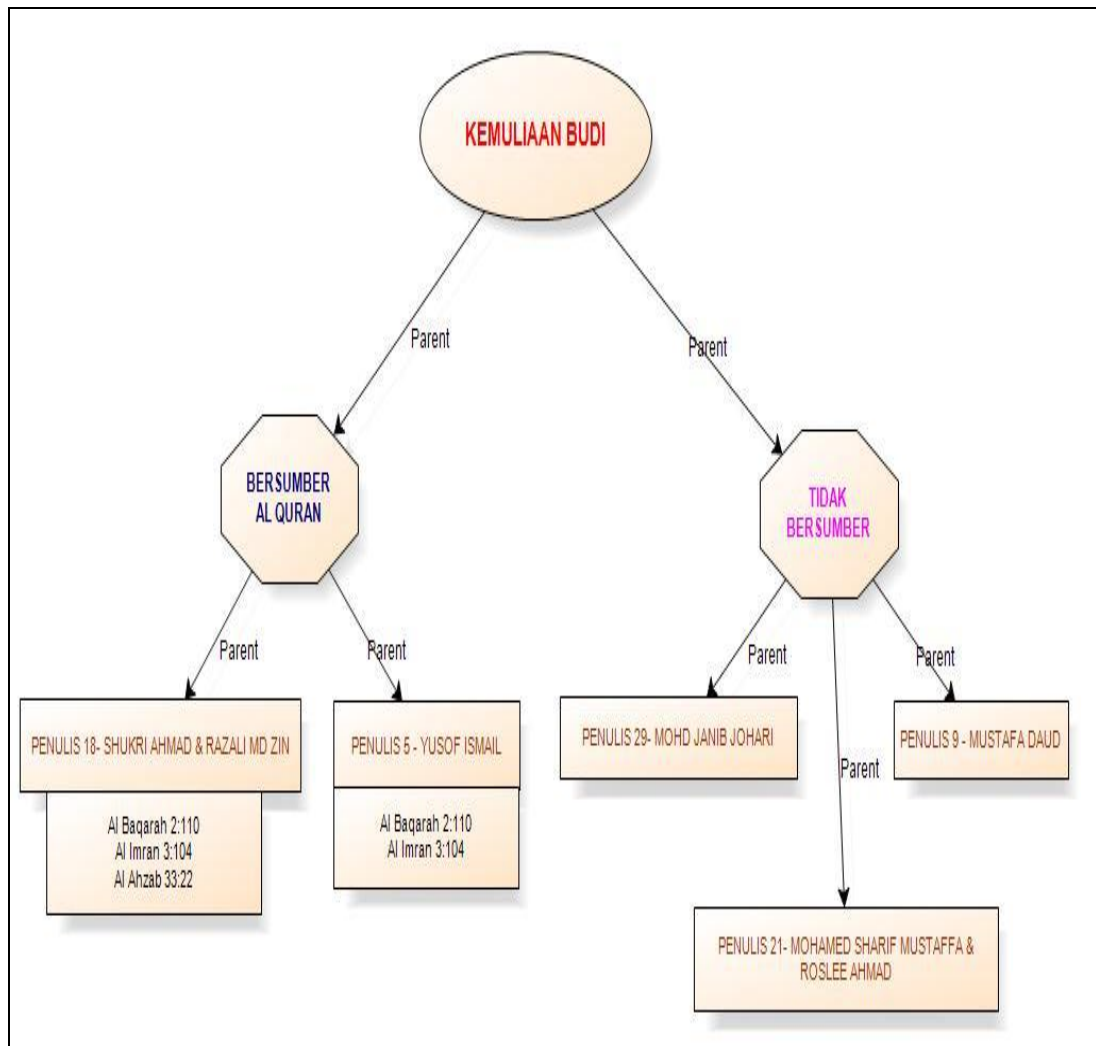 KEMULIAAN BUDI
Parent
Parent
BERSUMBER
AL QURAN
TIDAK
BERSUMBER
Parent
Parent
Parent
Parent
Parent
PENULIS 18- SHUKRI AHMAD & RAZALI MD ZIN
Al Baqarah 2:110
Al Imran 3:104
Al Ahzab 33:22
PENULIS 5 - YUSOF ISMAIL
Al Baqarah 2:110
Al Imran 3:104
PENULIS 29- MOHD JANIB JOHARI
PENULIS 9 - MUSTAFA DAUD
PENULIS 21- MOHAMED SHARIF MUSTAFFA &
ROSLEE AHMAD